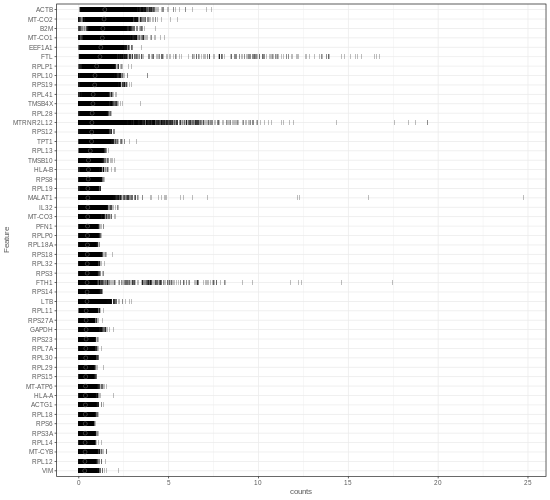 ACTB
MT-CO2
B2M
MT-CO1
EEF1A1
FTL
RPLP1
RPL10
RPS19
RPL41
TMSB4X
RPL28
MTRNR2L12
RPS12
TPT1
RPL13
TMSB10
HLA-B
RPS8
RPL19
MALAT1
IL32
MT-CO3
PFN1
RPLP0
RPL18A
RPS18
RPL32
RPS3
FTH1
RPS14
LTB
RPL11
RPS27A
GAPDH
RPS23
RPL7A
RPL30
RPL29
RPS15
MT-ATP6
HLA-A
ACTG1
RPL18
RPS6
RPS3A
RPL14
MT-CYB
RPL12
VIM
Feature
0 5 10 15 20 25
counts